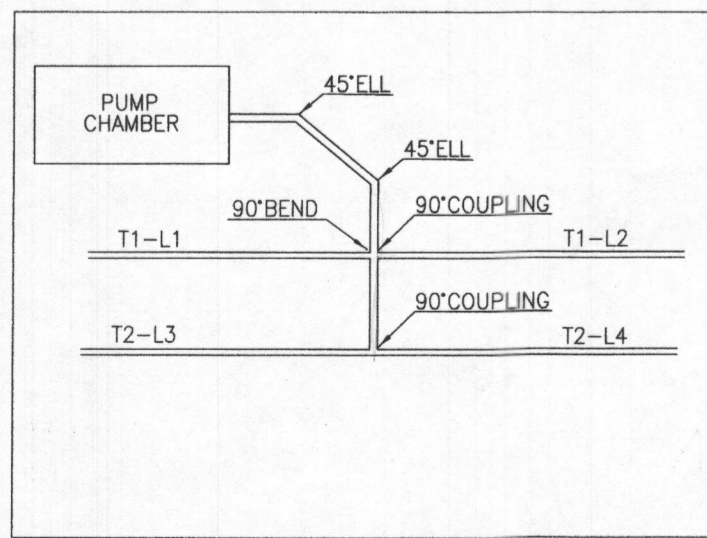 45°ELL
PUMP
CHAMBER
45°ELL
90°BEND
90°COUPLING
T1-L1
T1-L2
90°COUPLING
T2-L3
T2-L4